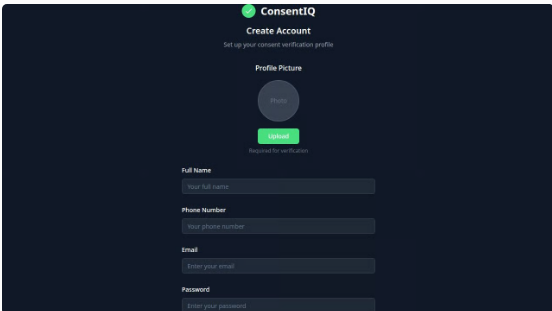 ConsentIQ
Create Account
Set up your consent verification profile
Profile Picture
Photo
Upload
Required for verification
Full Name
Your full name
Phone Number
Your phone number
Email
Enter your email
Password
Enter your password